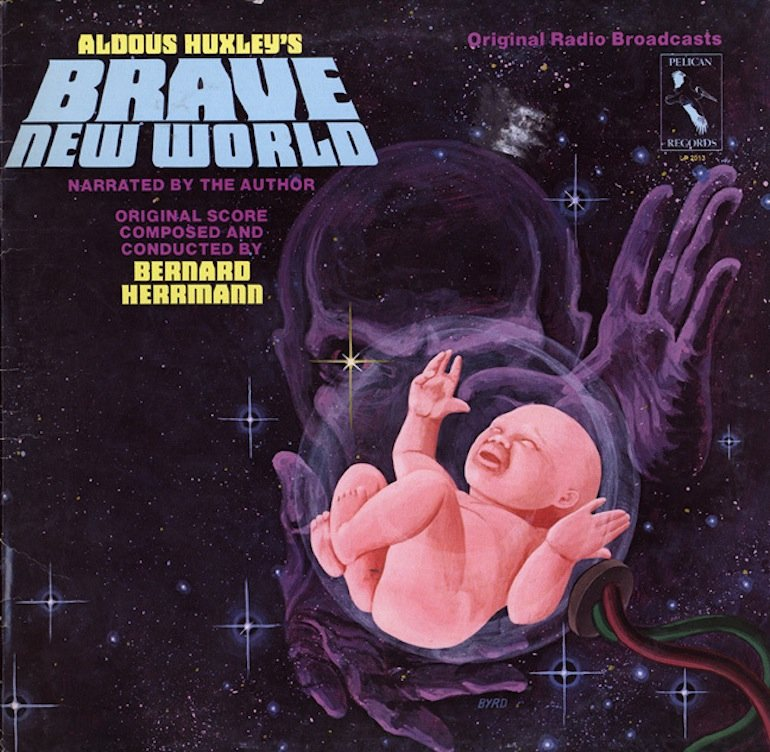 ALDOUS HUXLEY'S
BRAVE
NEW WORLD
NARRATED BY THE AUTHOR
ORIGINAL SCORE
COMPOSED AND
CONDUCTED BY
BERNARD
HERRMANN
Original Radio Broadcasts
PELICAN
RECORDS
LP 2013
BYRD